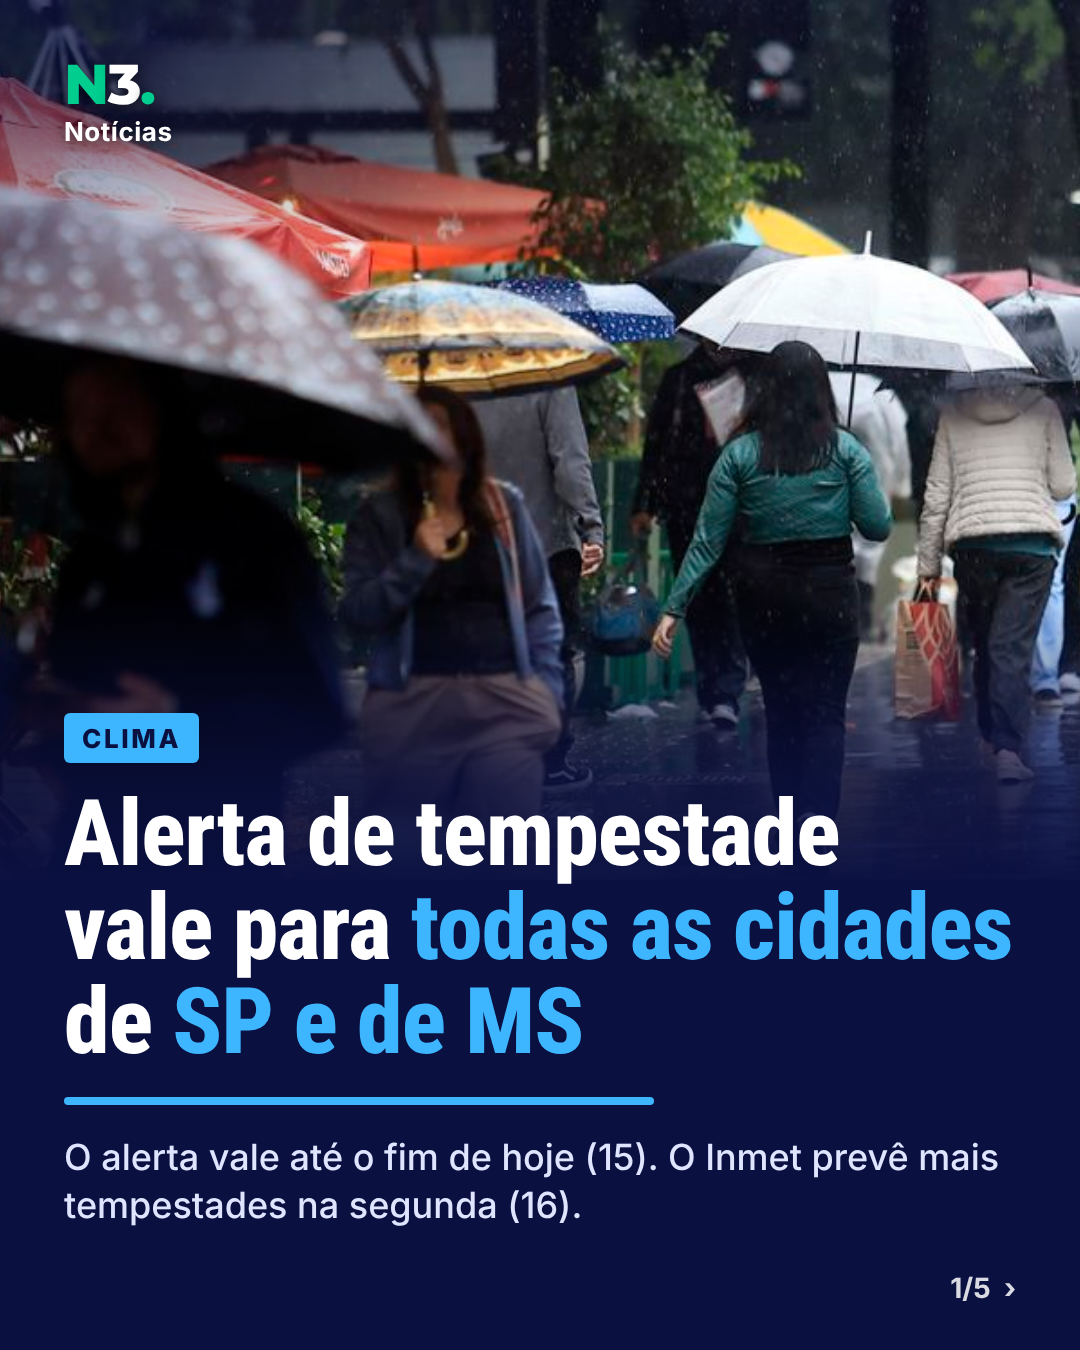 N3.
Notícias
CLIMA
Alerta de tempestade
vale para todas as cidades
de SP e de MS
O alerta vale até o fim de hoje (15). O Inmet prevê mais
tempestades na segunda (16).
1/5 ›